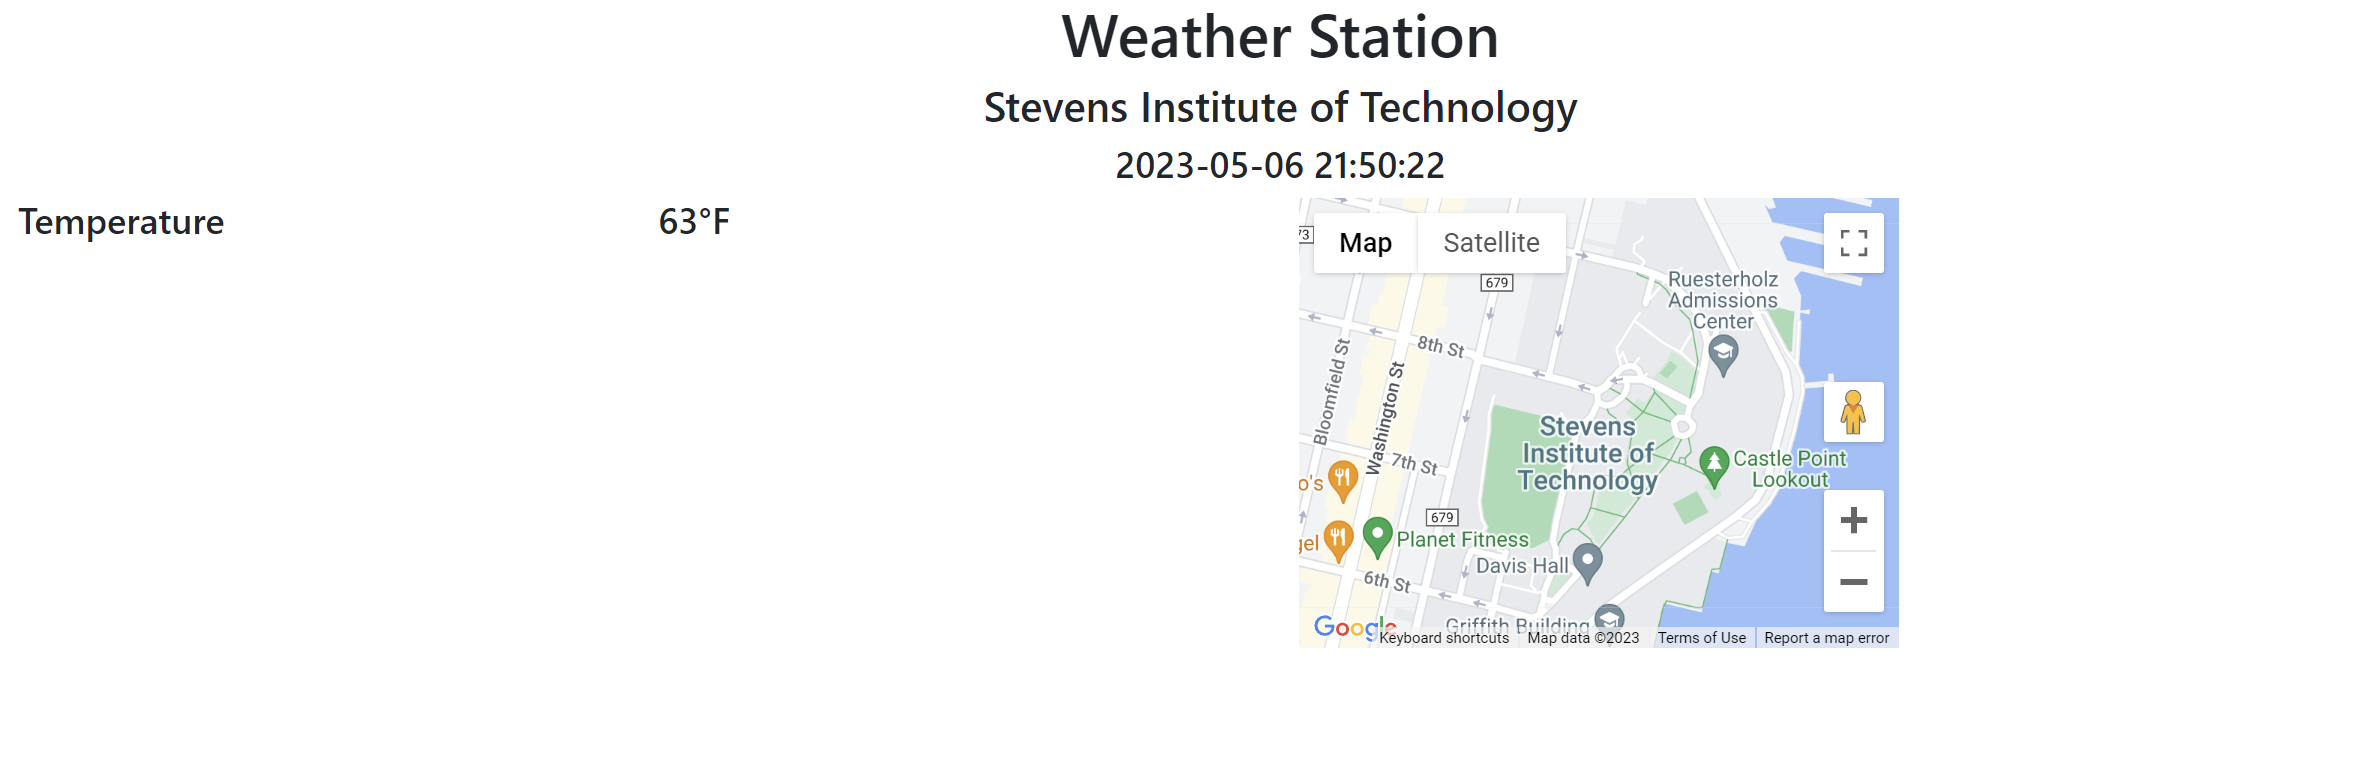 Weather Station
Stevens Institute of Technology
2023-05-06 21:50:22
Temperature 63°F
Map Satellite
73
679
Ruesterholz
Admissions
Center
8th St
Bloomfield St
Washington St
Stevens
Institute of
Technology
7th St
Castle Point
Lookout
o's
679
gel
Planet Fitness
Davis Hall
6th St
Griffith Building
Google
Keyboard shortcuts Map data ©2023 Terms of Use Report a map error